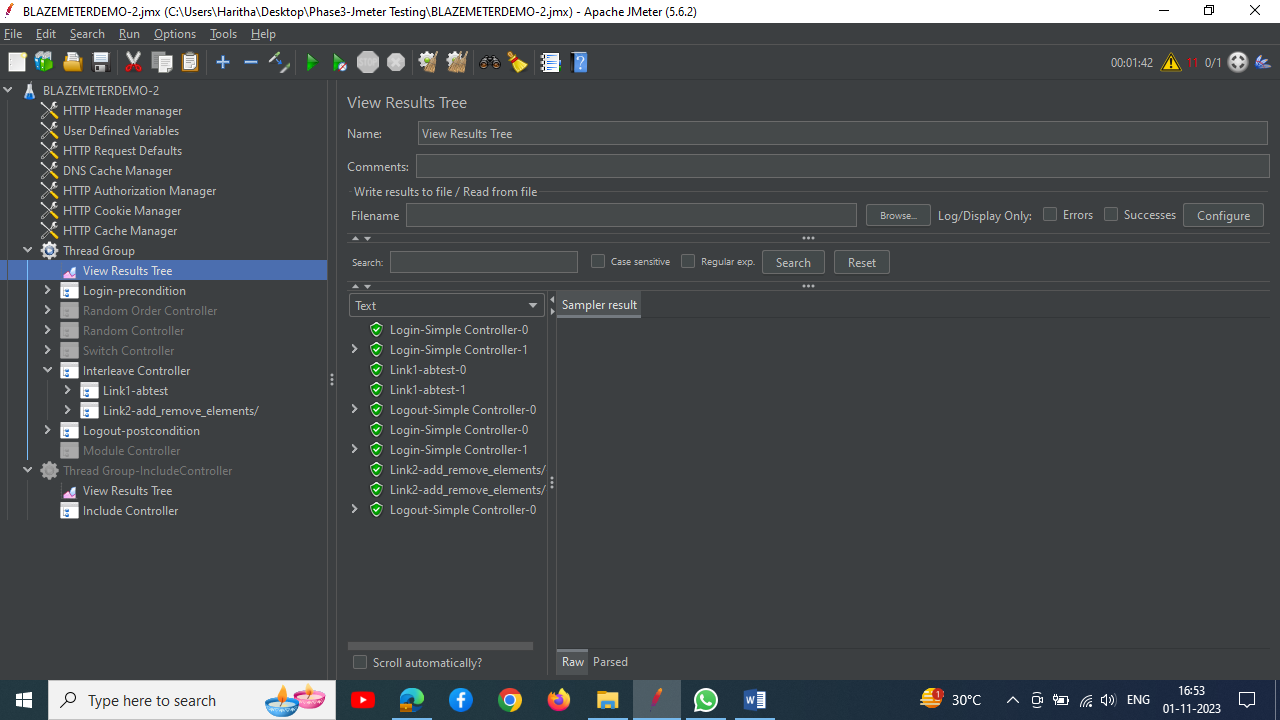 BLAZEMETERDEMO-2.jmx (C:\Users\Haritha\Desktop\Phase3-Jmeter Testing\BLAZEMETERDEMO-2.jmx) - Apache JMeter (5.6.2)
File Edit Search Run Options Tools Help
STOP
00:01:42 11 0/1
BLAZEMETERDEMO-2
HTTP Header manager
User Defined Variables
HTTP Request Defaults
DNS Cache Manager
HTTP Authorization Manager
HTTP Cookie Manager
HTTP Cache Manager
Thread Group
View Results Tree
Login-precondition
Random Order Controller
Random Controller
Switch Controller
Interleave Controller
Link1-abtest
Link2-add_remove_elements/
Logout-postcondition
Module Controller
Thread Group-IncludeController
View Results Tree
Include Controller
View Results Tree
Name: View Results Tree
Comments:
Write results to file / Read from file
Filename Browse... Log/Display Only: Errors Successes Configure
Search: Case sensitive Regular exp. Search Reset
Text
Login-Simple Controller-0
Login-Simple Controller-1
Link1-abtest-0
Link1-abtest-1
Logout-Simple Controller-0
Login-Simple Controller-0
Login-Simple Controller-1
Link2-add_remove_elements/
Link2-add_remove_elements/
Logout-Simple Controller-0
Scroll automatically?
Sampler result
Raw Parsed
Type here to search
1 30°C ENG 16:53
01-11-2023